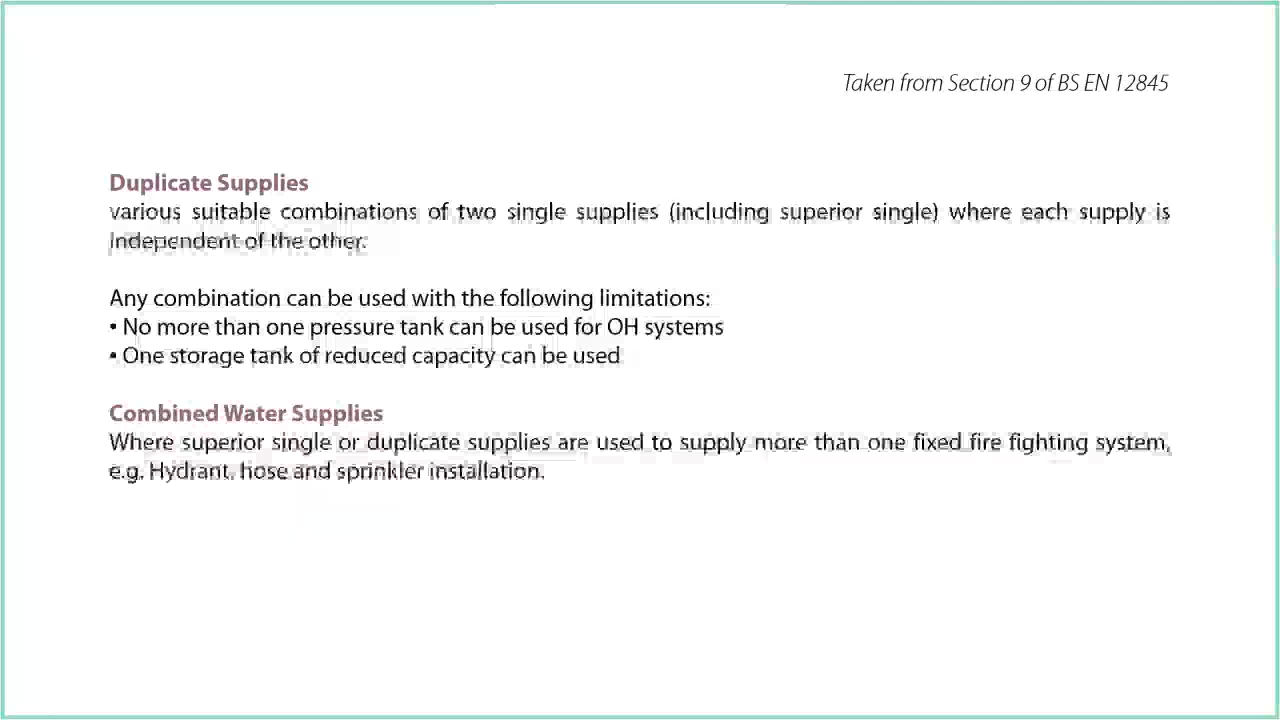 Taken from Section 9 of BS EN 12845
Duplicate Supplies
various suitable combinations of two single supplies (including superior single) where each supply is
independent of the other.
Any combination can be used with the following limitations:
• No more than one pressure tank can be used for OH systems
• One storage tank of reduced capacity can be used
Combined Water Supplies
Where superior single or duplicate supplies are used to supply more than one fixed fire fighting system,
e.g. Hydrant, hose and sprinkler installation.